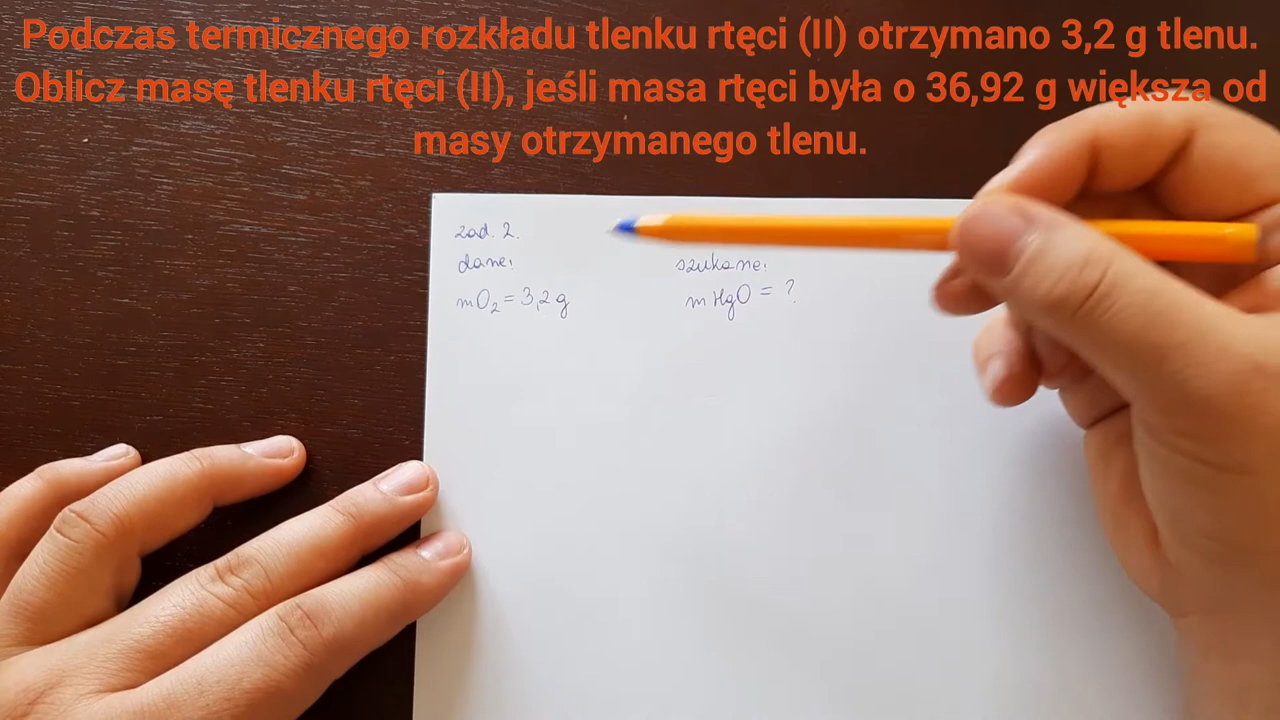 Podczas termicznego rozkładu tlenku rtęci (II) otrzymano 3,2 g tlenu.
Oblicz masę tlenku rtęci (II), jeśli masa rtęci była o 36,92 g większa od
masy otrzymanego tlenu.
zad. 2.
dane:
szukane:
mO₂ = 3,2 g
mHgO = ?